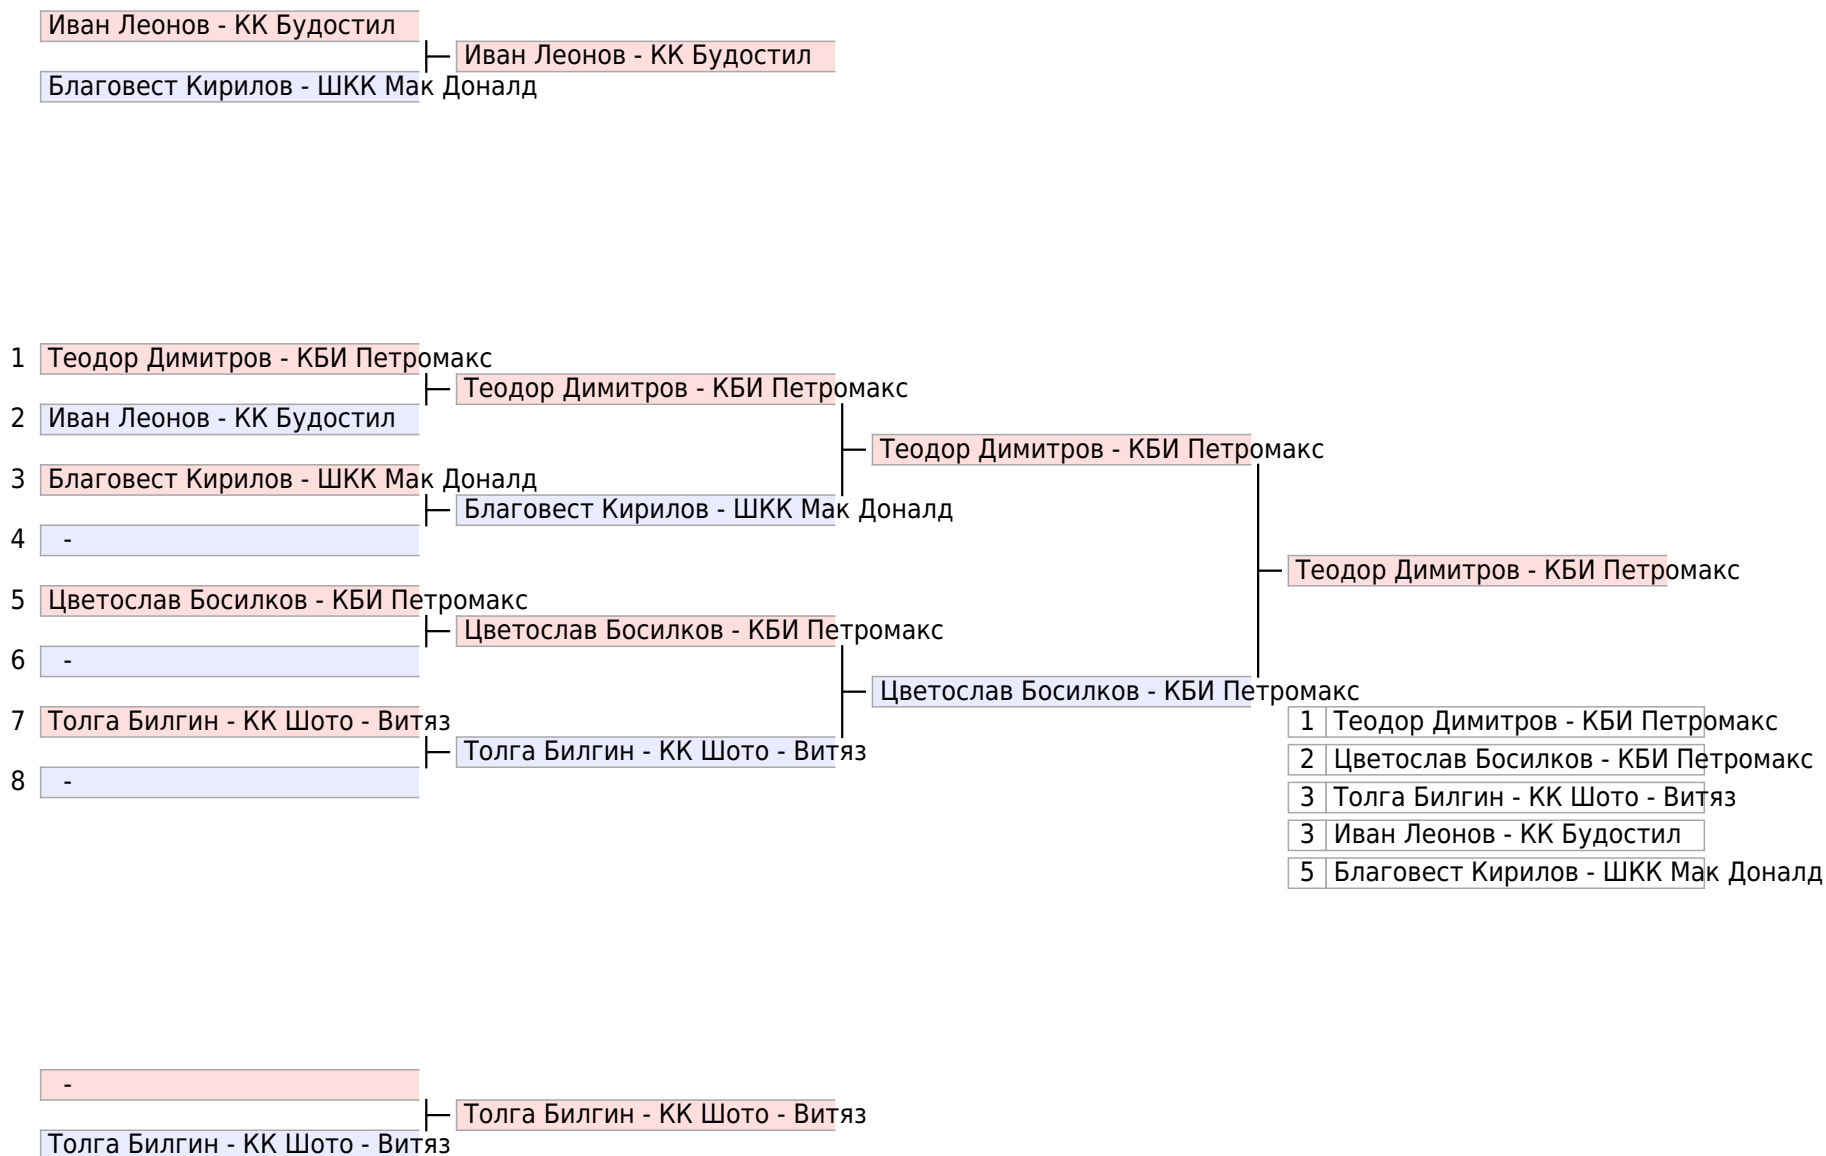 Иван Леонов - КК Будостил
Иван Леонов - КК Будостил
Благовест Кирилов - ШКК Мак Доналд
1 Теодор Димитров - КБИ Петромакс
Теодор Димитров - КБИ Петромакс
2 Иван Леонов - КК Будостил
Теодор Димитров - КБИ Петромакс
3 Благовест Кирилов - ШКК Мак Доналд
Благовест Кирилов - ШКК Мак Доналд
4 -
Теодор Димитров - КБИ Петромакс
5 Цветослав Босилков - КБИ Петромакс
Цветослав Босилков - КБИ Петромакс
6 -
Цветослав Босилков - КБИ Петромакс
7 Толга Билгин - КК Шото - Витяз
Толга Билгин - КК Шото - Витяз
8 -
1 Теодор Димитров - КБИ Петромакс
2 Цветослав Босилков - КБИ Петромакс
3 Толга Билгин - КК Шото - Витяз
3 Иван Леонов - КК Будостил
5 Благовест Кирилов - ШКК Мак Доналд
-
Толга Билгин - КК Шото - Витяз
Толга Билгин - КК Шото - Витяз